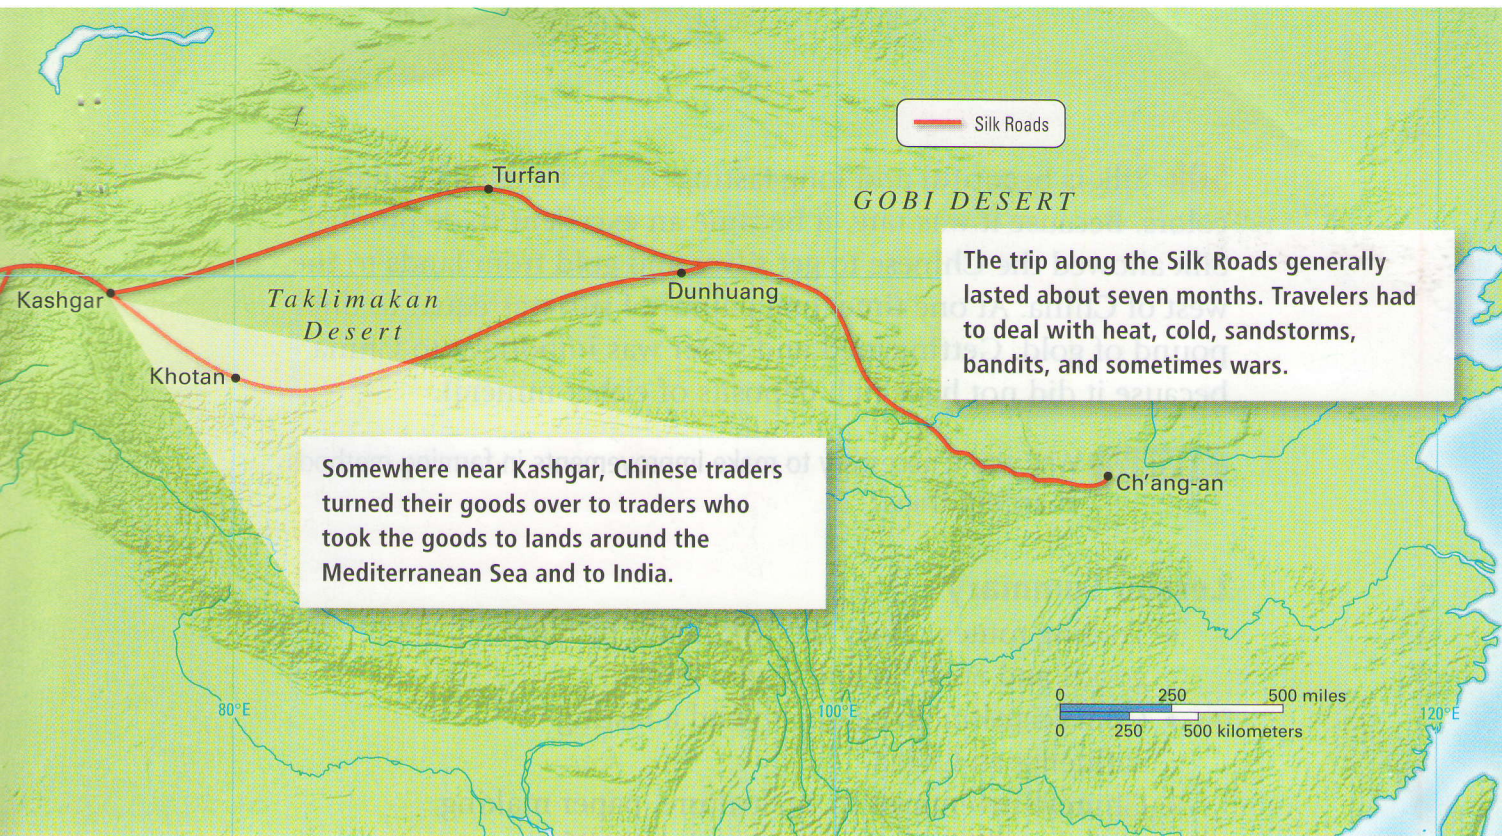 Silk Roads
Turfan
GOBI DESERT
The trip along the Silk Roads generally
lasted about seven months. Travelers had
to deal with heat, cold, sandstorms,
bandits, and sometimes wars.
Kashgar
Taklimakan
Desert
Dunhuang
Khotan
Somewhere near Kashgar, Chinese traders
turned their goods over to traders who
took the goods to lands around the
Mediterranean Sea and to India.
Ch'ang-an
0 250 500 miles
0 250 500 kilometers
80°E
100°E
120°E